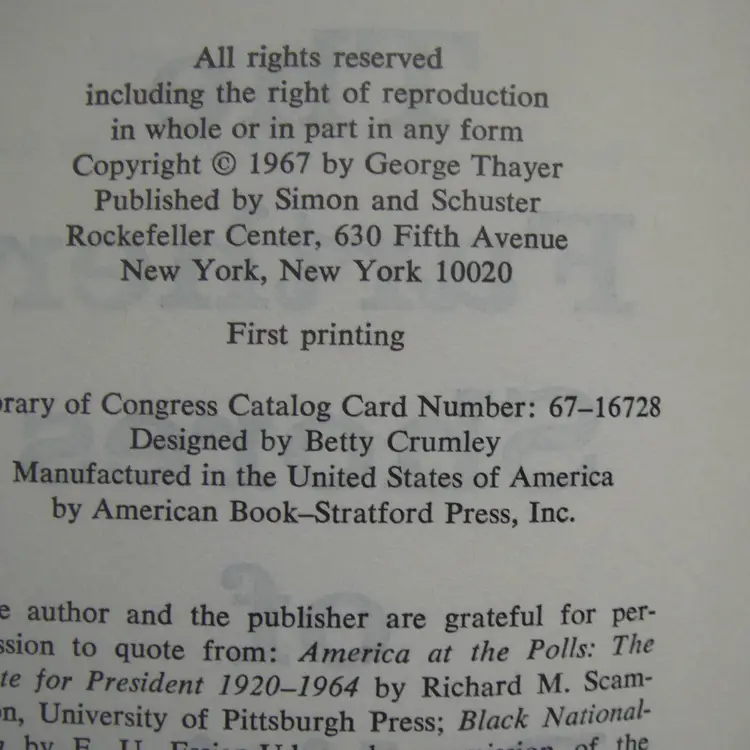 All rights reserved
including the right of reproduction
in whole or in part in any form
Copyright © 1967 by George Thayer
Published by Simon and Schuster
Rockefeller Center, 630 Fifth Avenue
New York, New York 10020
First printing
rary of Congress Catalog Card Number: 67–16728
Designed by Betty Crumley
Manufactured in the United States of America
by American Book–Stratford Press, Inc.
e author and the publisher are grateful for per-
ssion to quote from: America at the Polls: The
te for President 1920–1964 by Richard M. Scam-
n, University of Pittsburgh Press; Black National-
by E. U. permission of the